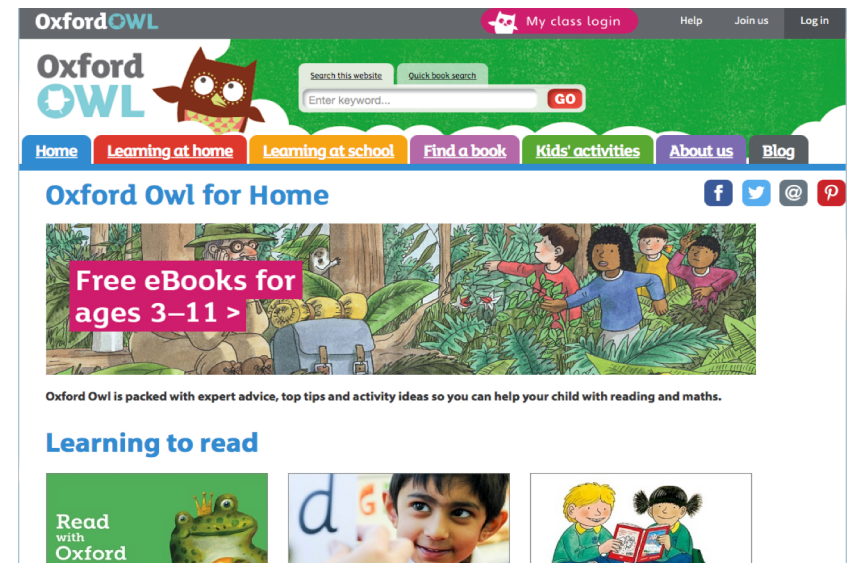 OxfordOWL
My class login
Help
Join us
Log in
Oxford
OWL
Search this website
Quick book search
Enter keyword...
GO
Home
Learning at home
Learning at school
Find a book
Kids' activities
About us
Blog
Oxford Owl for Home
f
@
Free eBooks for
ages 3–11 >
Oxford Owl is packed with expert advice, top tips and activity ideas so you can help your child with reading and maths.
Learning to read
Read
with
Oxford
d